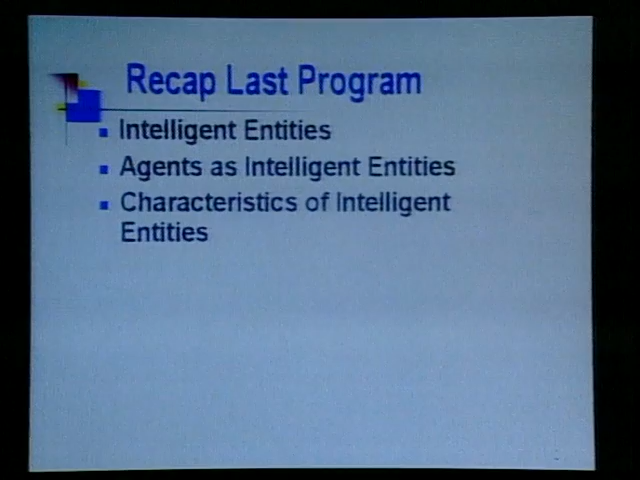 Recap Last Program
Intelligent Entities
Agents as Intelligent Entities
Characteristics of Intelligent
Entities